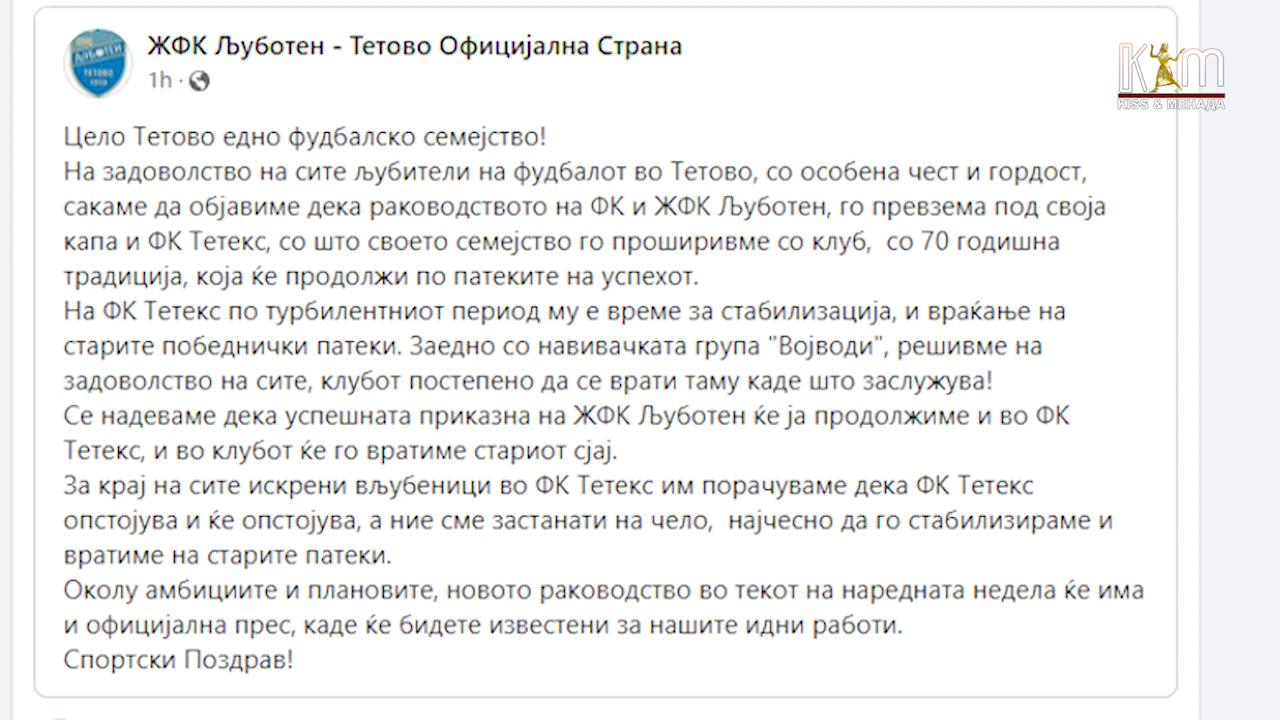 ЖФК Љуботен - Тетово Официјална Страна
1h ·
ЉУБОТЕН
ТЕТОВО
1919
Km
KISS & МЕНАДА
Цело Тетово едно фудбалско семејство!
На задоволство на сите љубители на фудбалот во Тетово, со особена чест и гордост,
сакаме да објавиме дека раководството на ФК и ЖФК Љуботен, го превзема под своја
капа и ФК Тетекс, со што своето семејство го проширивме со клуб,  со 70 годишна
традиција, која ќе продолжи по патеките на успехот.
На ФК Тетекс по турбилентниот период му е време за стабилизација, и враќање на
старите победнички патеки. Заедно со навивачката група "Војводи", решивме на
задоволство на сите, клубот постепено да се врати таму каде што заслужува!
Се надеваме дека успешната приказна на ЖФК Љуботен ќе ја продолжиме и во ФК
Тетекс, и во клубот ќе го вратиме стариот сјај.
За крај на сите искрени вљубеници во ФК Тетекс им порачуваме дека ФК Тетекс
опстојува и ќе опстојува, а ние сме застанати на чело,  најчесно да го стабилизираме и
вратиме на старите патеки.
Околу амбициите и плановите, новото раководство во текот на наредната недела ќе има
и официјална прес, каде ќе бидете известени за нашите идни работи.
Спортски Поздрав!